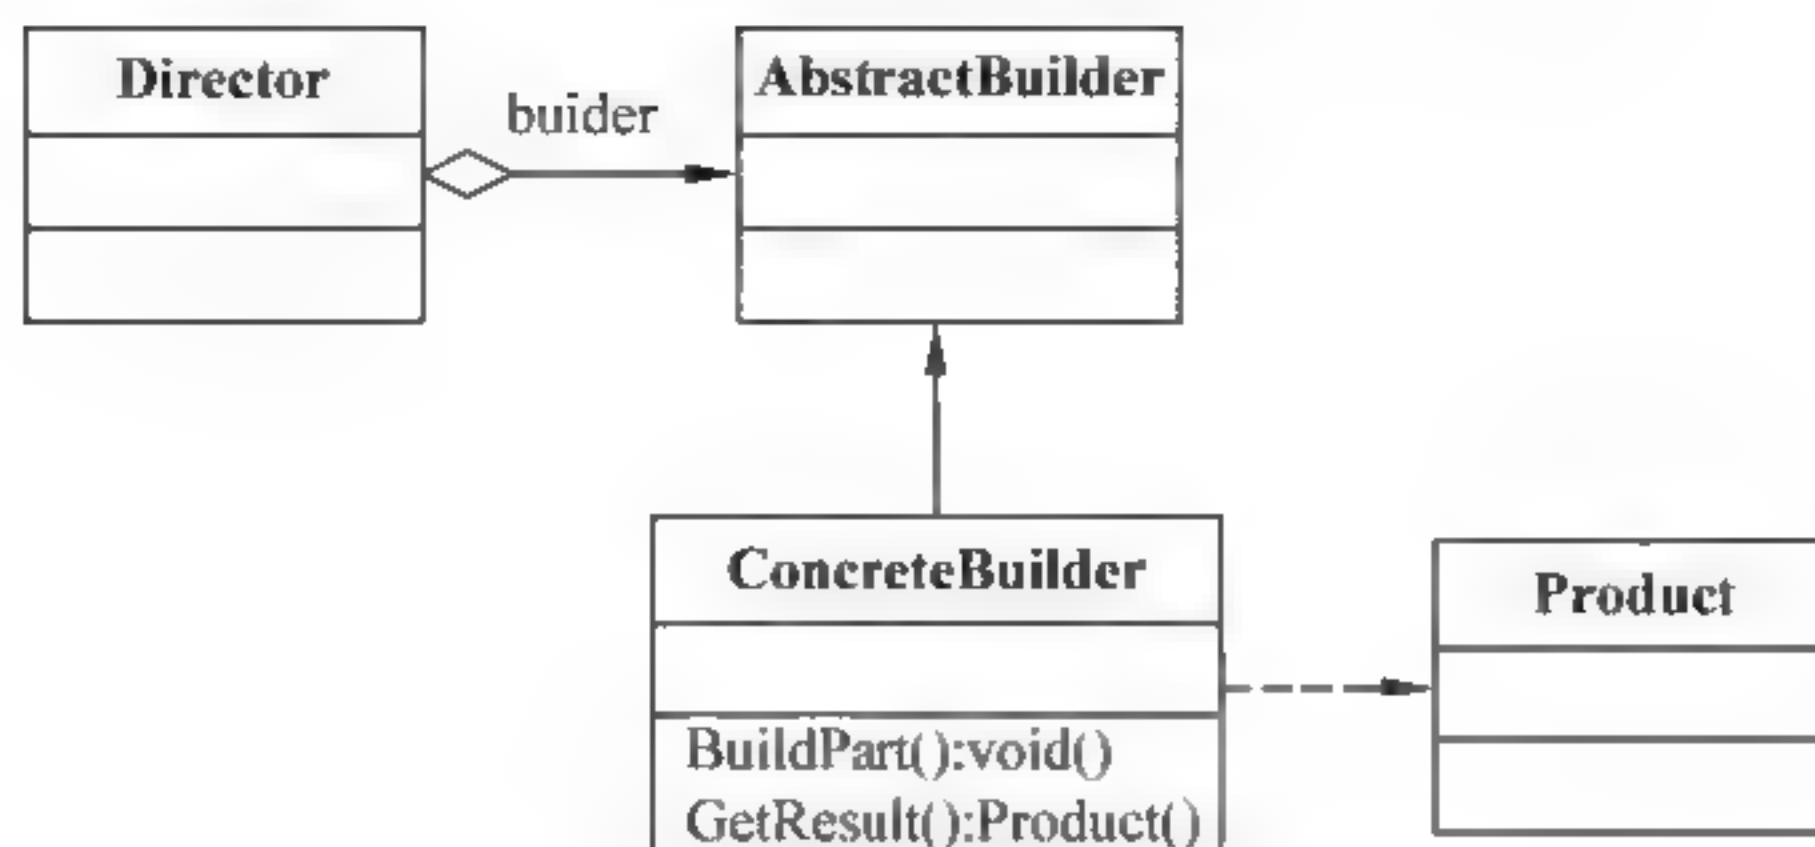 Director
buider
AbstractBuilder
ConcreteBuilder
BuildPart():void()
GetResult():Product()
Product